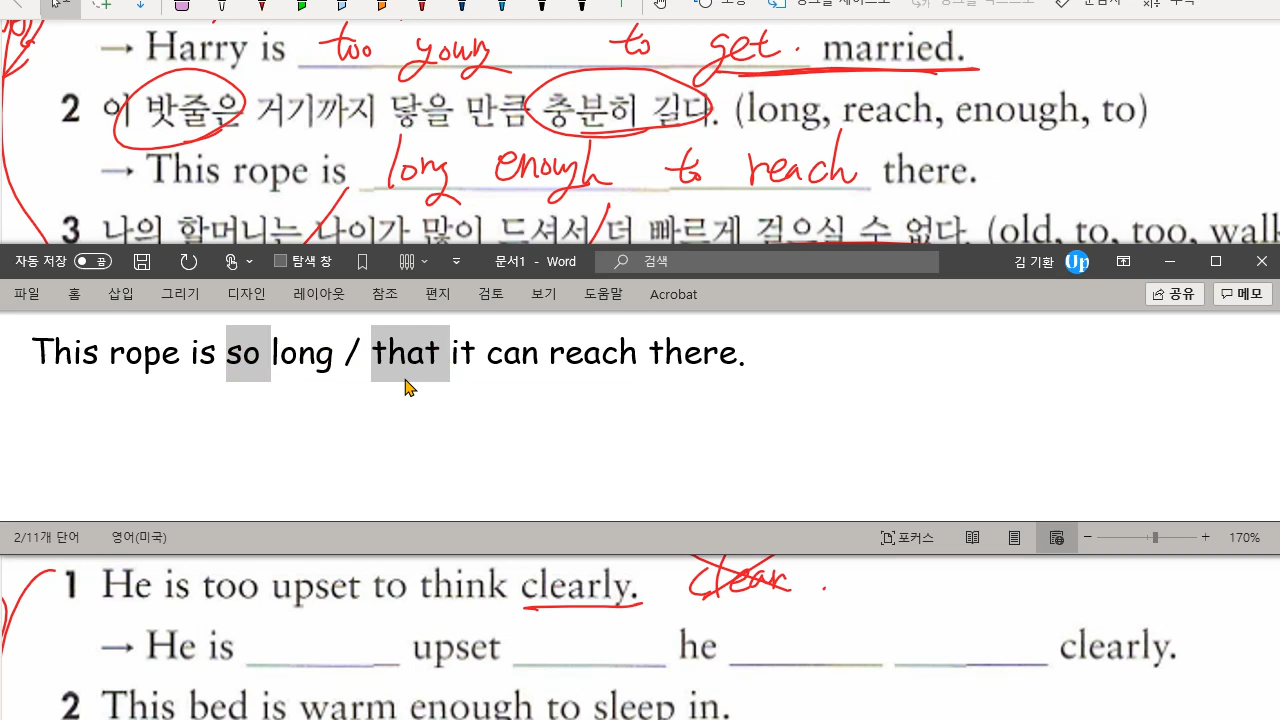 → Harry is too young to get. married.
2 이 밧줄은 거기까지 닿을 만큼 충분히 길다. (long, reach, enough, to)
→ This rope is long enough to reach there.
3 나의 할머니는 나이가 많이 드셔서 더 빠르게 걸으실 수 없다. (old, to, too, walk
자동 저장 끔 탐색 창 문서1 - Word 검색 김 기환 Up
파일 홈 삽입 그리기 디자인 레이아웃 참조 편지 검토 보기 도움말 Acrobat 공유 메모
This rope is so long / that it can reach there.
2/11개 단어 영어(미국) 포커스 170%
1 He is too upset to think clearly. clear.
→ He is ____ upset ____ he ____ ____ clearly.
2 This bed is warm enough to sleep in.